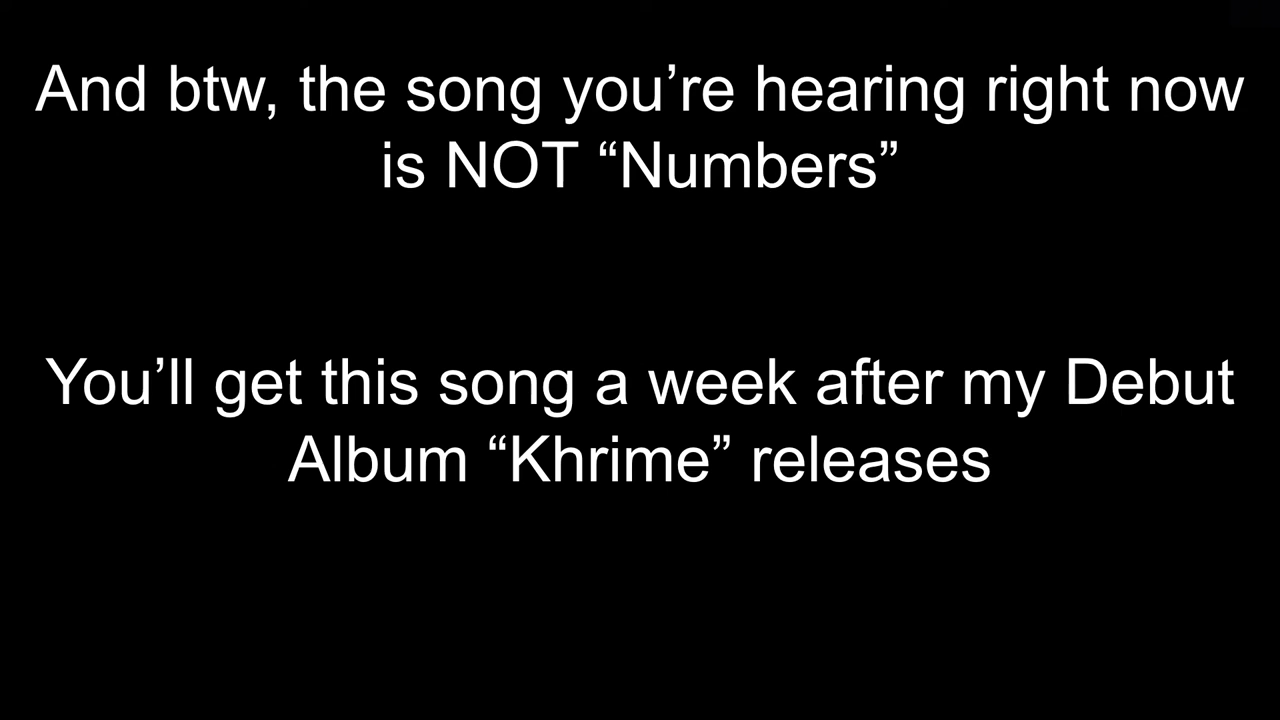 And btw, the song you’re hearing right now
is NOT “Numbers”
You’ll get this song a week after my Debut
Album “Khrime” releases